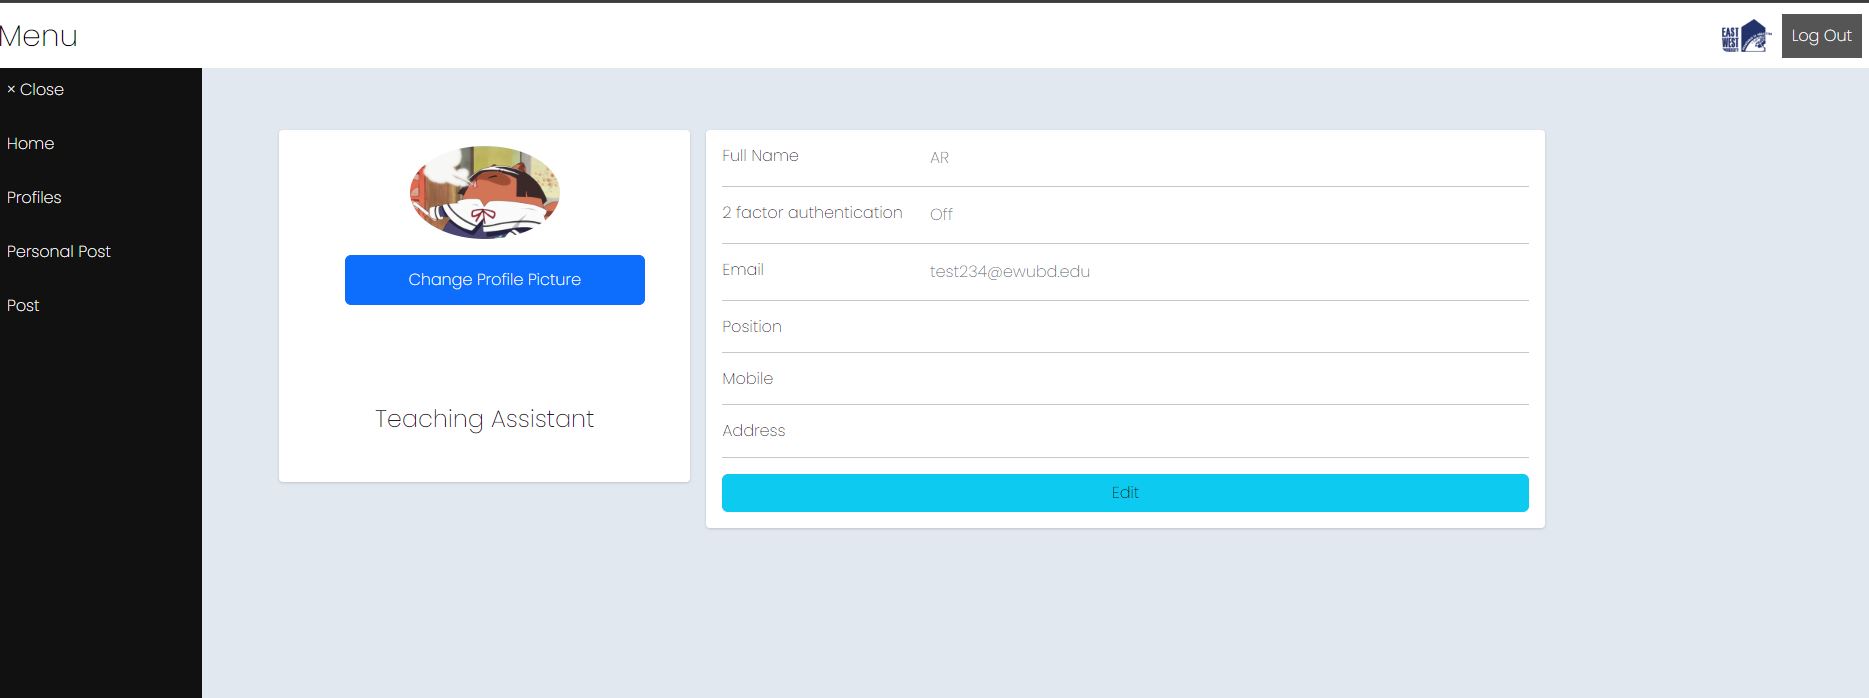 Menu
EAST
WEST
Log Out
× Close
Home
Profiles
Personal Post
Post
Change Profile Picture
Teaching Assistant
Full Name AR
2 factor authentication Off
Email test234@ewubd.edu
Position
Mobile
Address
Edit